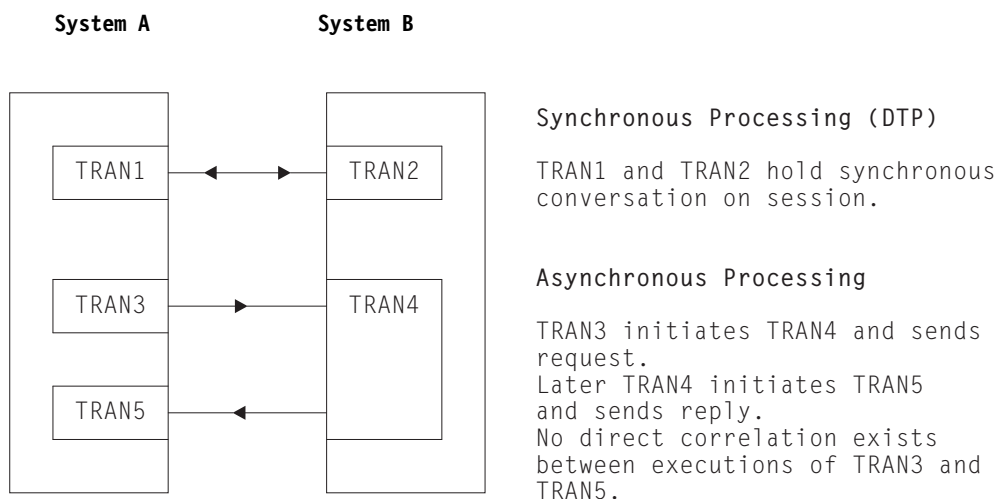 System A
System B
TRAN1
TRAN2
TRAN3
TRAN4
TRAN5
Synchronous Processing (DTP)
TRAN1 and TRAN2 hold synchronous
conversation on session.
Asynchronous Processing
TRAN3 initiates TRAN4 and sends
request.
Later TRAN4 initiates TRAN5
and sends reply.
No direct correlation exists
between executions of TRAN3 and
TRAN5.